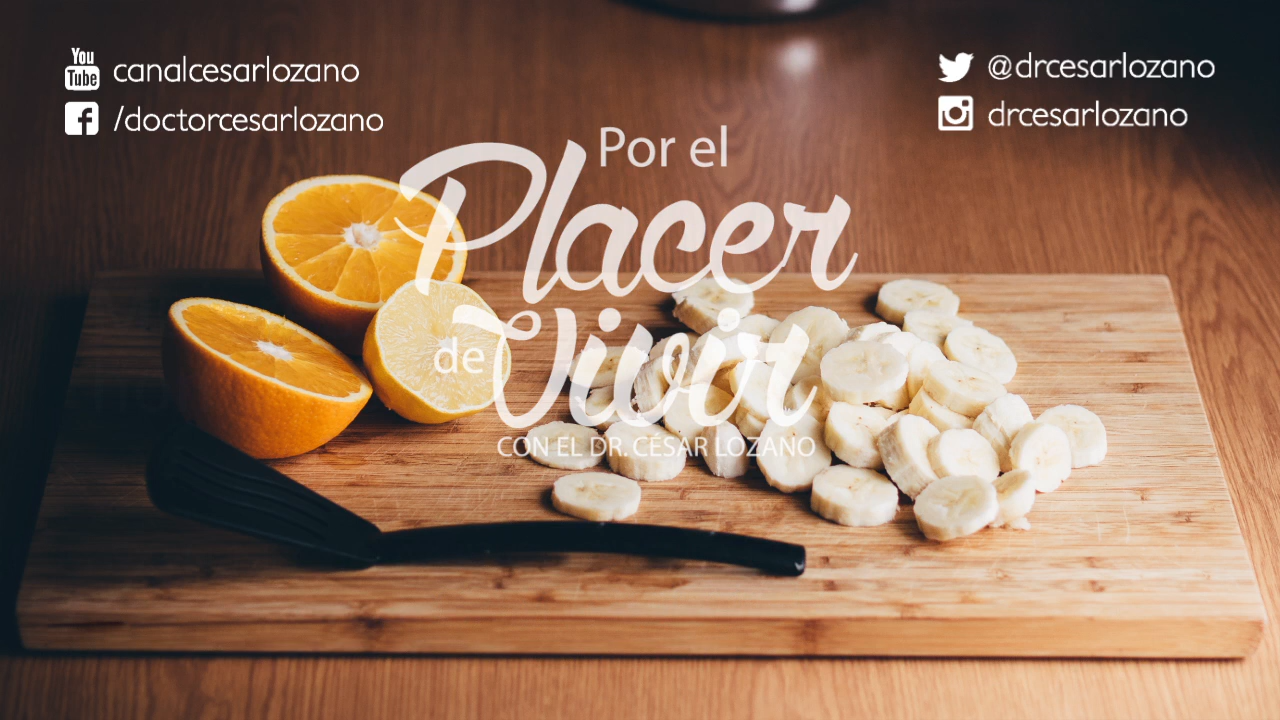 You
Tube
canalcesarlozano
/doctorcesarlozano
@drcesarlozano
drcesarlozano
Por el
Placer
de Vivir
CON EL DR. CÉSAR LOZANO